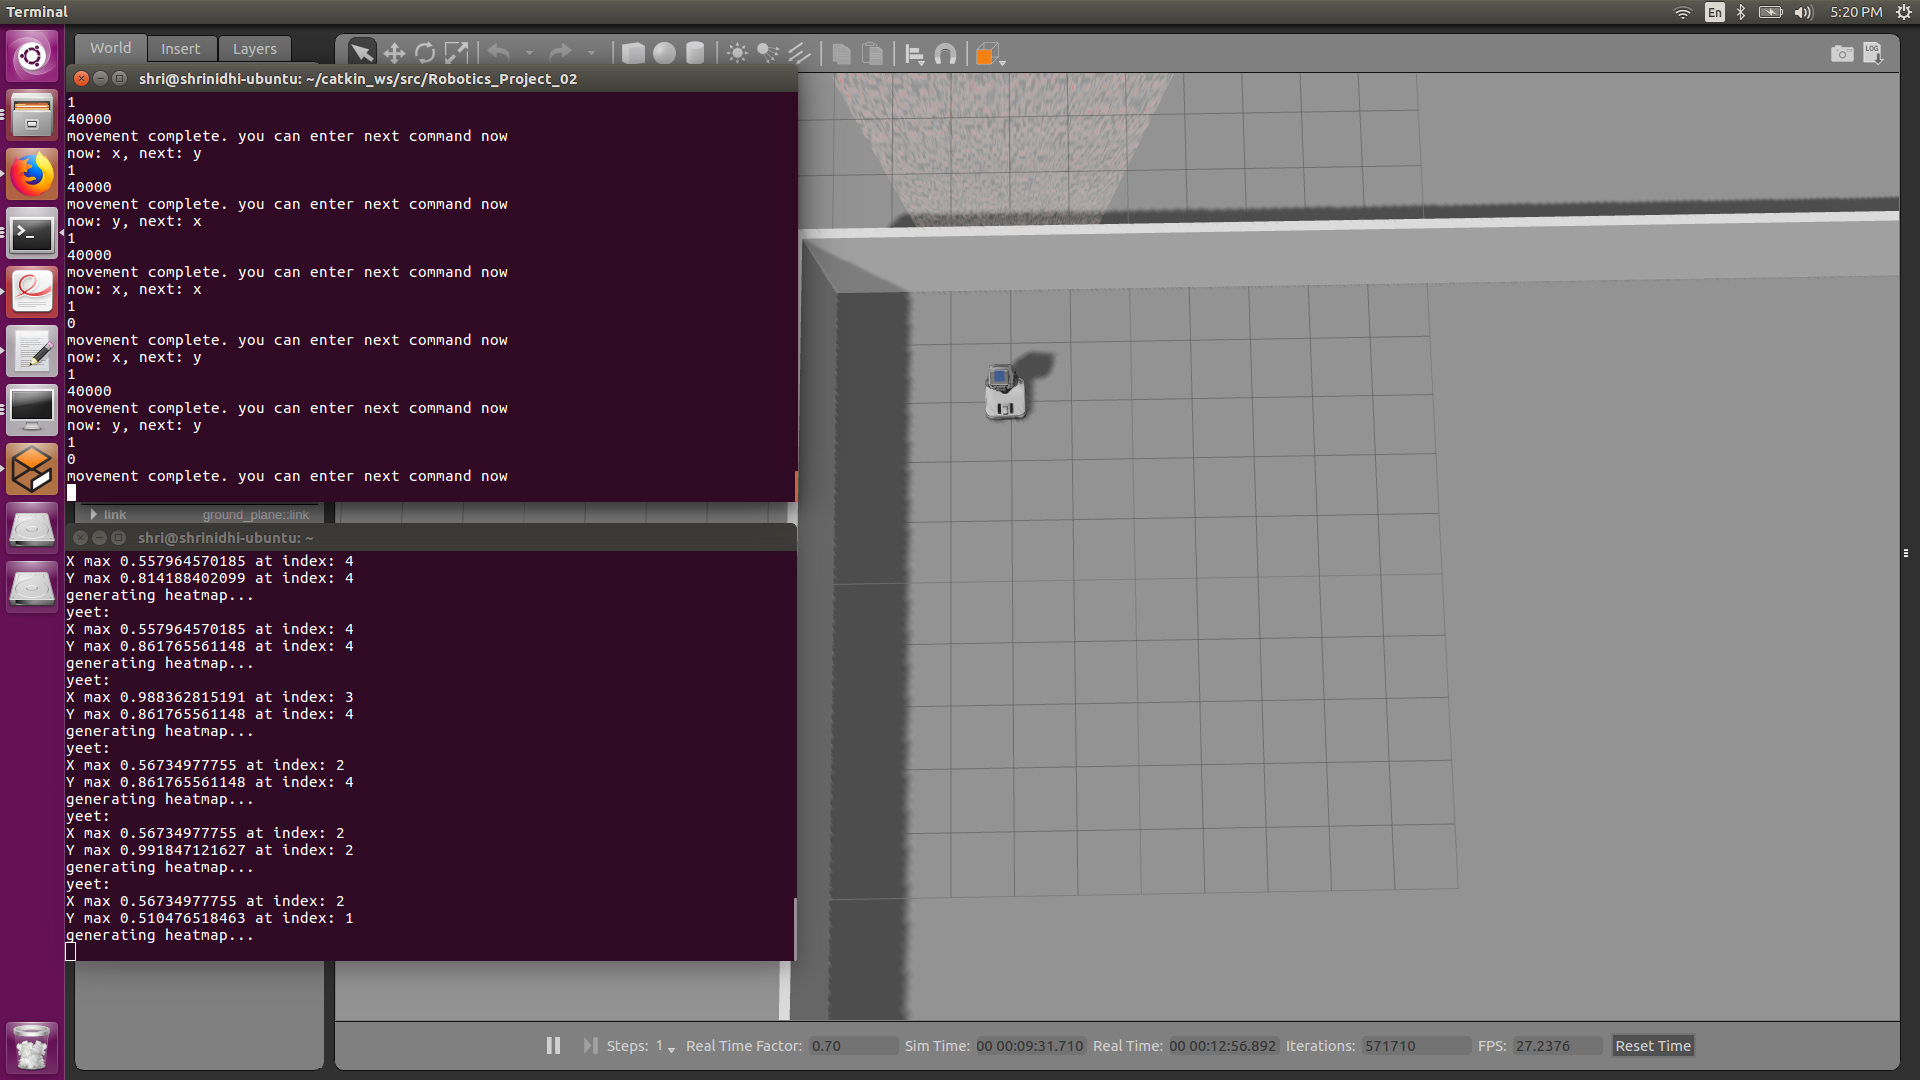 Terminal
En
5:20 PM
World Insert Layers
LOG
shri@shrinidhi-ubuntu: ~/catkin_ws/src/Robotics_Project_02
1
40000
movement complete. you can enter next command now
now: x, next: y
1
40000
movement complete. you can enter next command now
now: y, next: x
1
40000
movement complete. you can enter next command now
now: x, next: x
1
0
movement complete. you can enter next command now
now: x, next: y
1
40000
movement complete. you can enter next command now
now: y, next: y
1
0
movement complete. you can enter next command now
link ground_plane::link
shri@shrinidhi-ubuntu: ~
X max 0.557964570185 at index: 4
Y max 0.814188402099 at index: 4
generating heatmap...
yeet:
X max 0.557964570185 at index: 4
Y max 0.861765561148 at index: 4
generating heatmap...
yeet:
X max 0.988362815191 at index: 3
Y max 0.861765561148 at index: 4
generating heatmap...
yeet:
X max 0.56734977755 at index: 2
Y max 0.861765561148 at index: 4
generating heatmap...
yeet:
X max 0.56734977755 at index: 2
Y max 0.991847121627 at index: 2
generating heatmap...
yeet:
X max 0.56734977755 at index: 2
Y max 0.510476518463 at index: 1
generating heatmap...
Steps: 1 Real Time Factor: 0.70 Sim Time: 00 00:09:31.710 Real Time: 00 00:12:56.892 Iterations: 571710 FPS: 27.2376 Reset Time